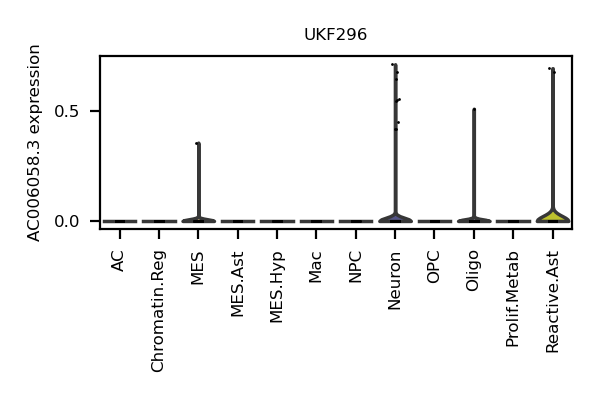 UKF296
AC006058.3 expression
0.5
0.0
AC
Chromatin.Reg
MES
MES.Ast
MES.Hyp
Mac
NPC
Neuron
OPC
Oligo
Prolif.Metab
Reactive.Ast